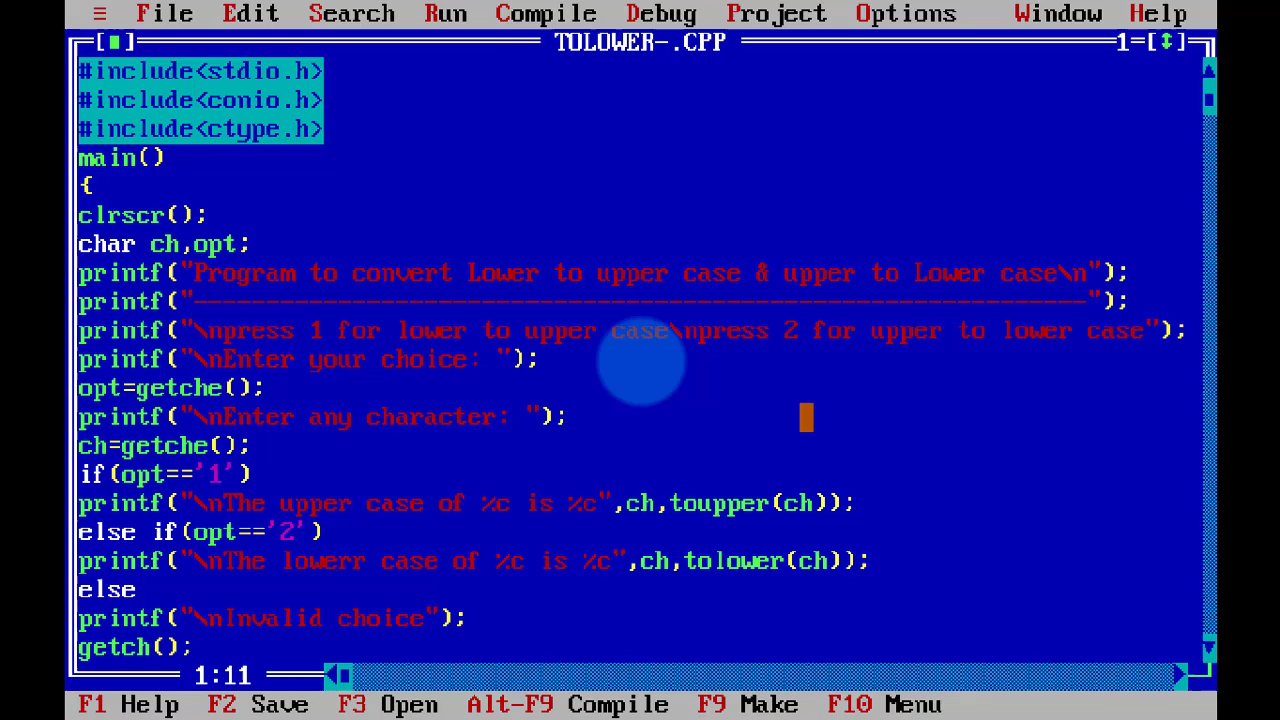 ≡ File Edit Search Run Compile Debug Project Options Window Help
[■] TOLOWER-.CPP 1=[↕]
#include<stdio.h>
#include<conio.h>
#include<ctype.h>
main()
{
clrscr();
char ch,opt;
printf("Program to convert Lower to upper case & upper to Lower case\n");
printf("--------------------------------------------------------------");
printf("\npress 1 for lower to upper case\npress 2 for upper to lower case");
printf("\nEnter your choice: ");
opt=getche();
printf("\nEnter any character: ");
ch=getche();
if(opt=='1')
printf("\nThe upper case of %c is %c",ch,toupper(ch));
else if(opt=='2')
printf("\nThe lowerr case of %c is %c",ch,tolower(ch));
else
printf("\nInvalid choice");
getch();
1:11
F1 Help F2 Save F3 Open Alt-F9 Compile F9 Make F10 Menu